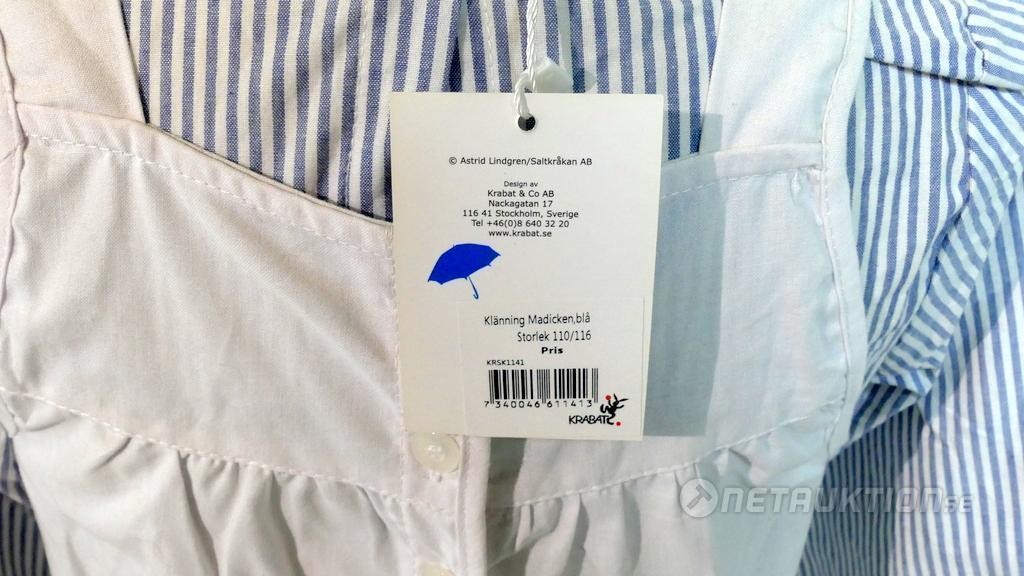 © Astrid Lindgren/Saltkråkan AB
Design av
Krabat & Co AB
Nackagatan 17
116 41 Stockholm, Sverige
Tel +46(0)8 640 32 20
www.krabat.se
Klänning Madicken,blå
Storlek 110/116
Pris
KRSK1141
7 340046 611413
KRABAT
NETAUKTION.SE